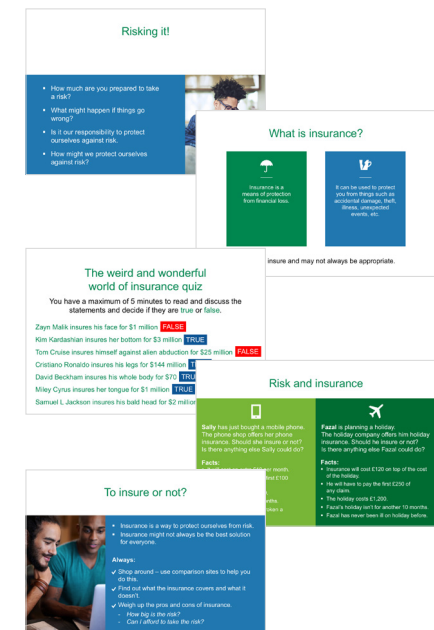 Risking it!
• How much are you prepared to take
a risk?
• What might happen if things go
wrong?
• Is it our responsibility to protect
ourselves against risk.
• How might we protect ourselves
against risk?
What is insurance?
Insurance is a
means of protection
from financial loss.
It can be used to protect
you from things such as
accidental damage, theft,
illness, unexpected
events, etc.
insure and may not always be appropriate.
The weird and wonderful
world of insurance quiz
You have a maximum of 5 minutes to read and discuss the
statements and decide if they are true or false.
Zayn Malik insures his face for $1 million FALSE
Kim Kardashian insures her bottom for $3 million TRUE
Tom Cruise insures himself against alien abduction for $25 million FALSE
Cristiano Ronaldo insures his legs for $144 million
David Beckham insures his whole body for $70 TRU
Miley Cyrus insures her tongue for $1 million TRUE
Samuel L Jackson insures his bald head for $2 million
Risk and insurance
Sally has just bought a mobile phone.
The phone shop offers her phone
insurance. Should she insure or not?
Is there anything else Sally could do?
Facts:
per month.
£100
Fazal is planning a holiday.
The holiday company offers him holiday
insurance. Should he insure or not?
Is there anything else Fazal could do?
Facts:
• Insurance will cost £120 on top of the cost
of the holiday.
• He will have to pay the first £250 of
any claim.
• The holiday costs £1,200.
• Fazal's holiday isn't for another 10 months.
• Fazal has never been ill on holiday before.
To insure or not?
• Insurance is a way to protect ourselves from risk.
• Insurance might not always be the best solution
for everyone.
Always:
✓ Shop around – use comparison sites to help you
do this.
✓ Find out what the insurance covers and what it
doesn't.
✓ Weigh up the pros and cons of insurance.
- How big is the risk?
- Can I afford to take the risk?